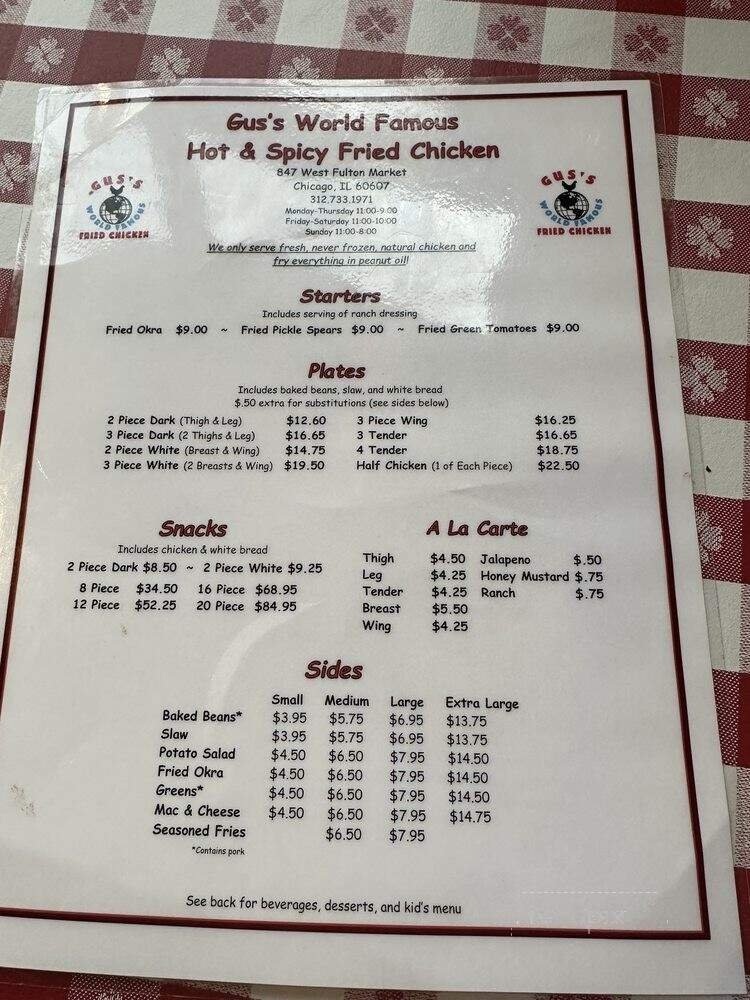 Gus's World Famous
Hot & Spicy Fried Chicken
847 West Fulton Market
Chicago, IL 60607
312.733.1971
Monday-Thursday 11:00-9:00
Friday-Saturday 11:00-10:00
Sunday 11:00-8:00
GUS'S
WORLD FAMOUS
FRIED CHICKEN
GUS'S
WORLD FAMOUS
FRIED CHICKEN
We only serve fresh, never frozen, natural chicken and
fry everything in peanut oil!
Starters
Includes serving of ranch dressing
Fried Okra $9.00 ~ Fried Pickle Spears $9.00 ~ Fried Green Tomatoes $9.00
Plates
Includes baked beans, slaw, and white bread
$.50 extra for substitutions (see sides below)
2 Piece Dark (Thigh & Leg) $12.60 3 Piece Wing $16.25
3 Piece Dark (2 Thighs & Leg) $16.65 3 Tender $16.65
2 Piece White (Breast & Wing) $14.75 4 Tender $18.75
3 Piece White (2 Breasts & Wing) $19.50 Half Chicken (1 of Each Piece) $22.50
Snacks
Includes chicken & white bread
2 Piece Dark $8.50 ~ 2 Piece White $9.25
8 Piece $34.50 16 Piece $68.95
12 Piece $52.25 20 Piece $84.95
A La Carte
Thigh $4.50 Jalapeno $.50
Leg $4.25 Honey Mustard $.75
Tender $4.25 Ranch $.75
Breast $5.50
Wing $4.25
Sides
Small Medium Large Extra Large
Baked Beans* $3.95 $5.75 $6.95 $13.75
Slaw $3.95 $5.75 $6.95 $13.75
Potato Salad $4.50 $6.50 $7.95 $14.50
Fried Okra $4.50 $6.50 $7.95 $14.50
Greens* $4.50 $6.50 $7.95 $14.50
Mac & Cheese $4.50 $6.50 $7.95 $14.75
Seasoned Fries $6.50 $7.95
*Contains pork
See back for beverages, desserts, and kid's menu